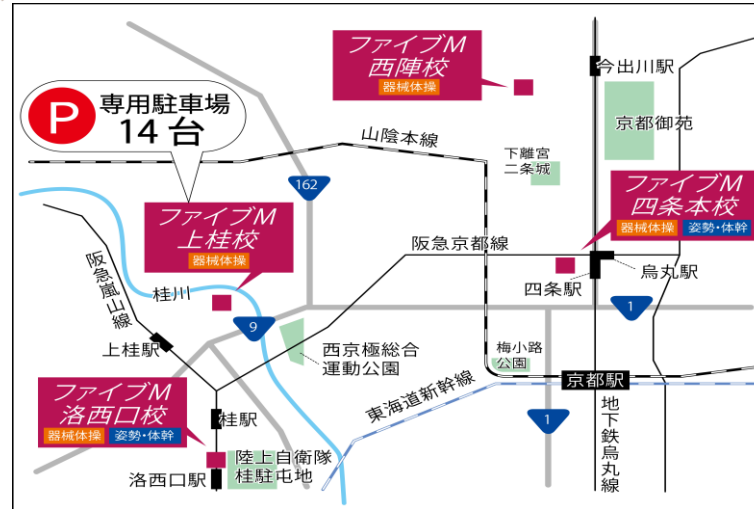 ファイブM
西陣校
器械体操
今出川駅
P
専用駐車場
14台
京都御苑
山陰本線
下離宮
二条城
162
ファイブM
四条本校
器械体操
姿勢・体幹
ファイブM
上桂校
器械体操
阪急京都線
烏丸駅
四条駅
阪急嵐山線
桂川
9
1
上桂駅
西京極総合
運動公園
梅小路
公園
京都駅
ファイブM
洛西口校
器械体操
姿勢・体幹
東海道新幹線
1
地下鉄烏丸線
桂駅
陸上自衛隊
桂駐屯地
洛西口駅